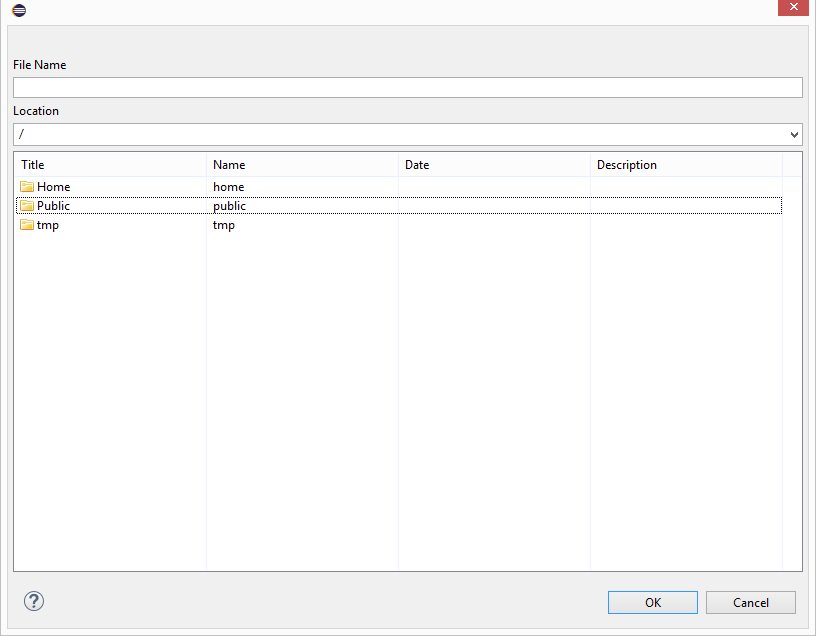 File Name
Location
/
Title Name Date Description
Home home
Public public
tmp tmp
? OK Cancel